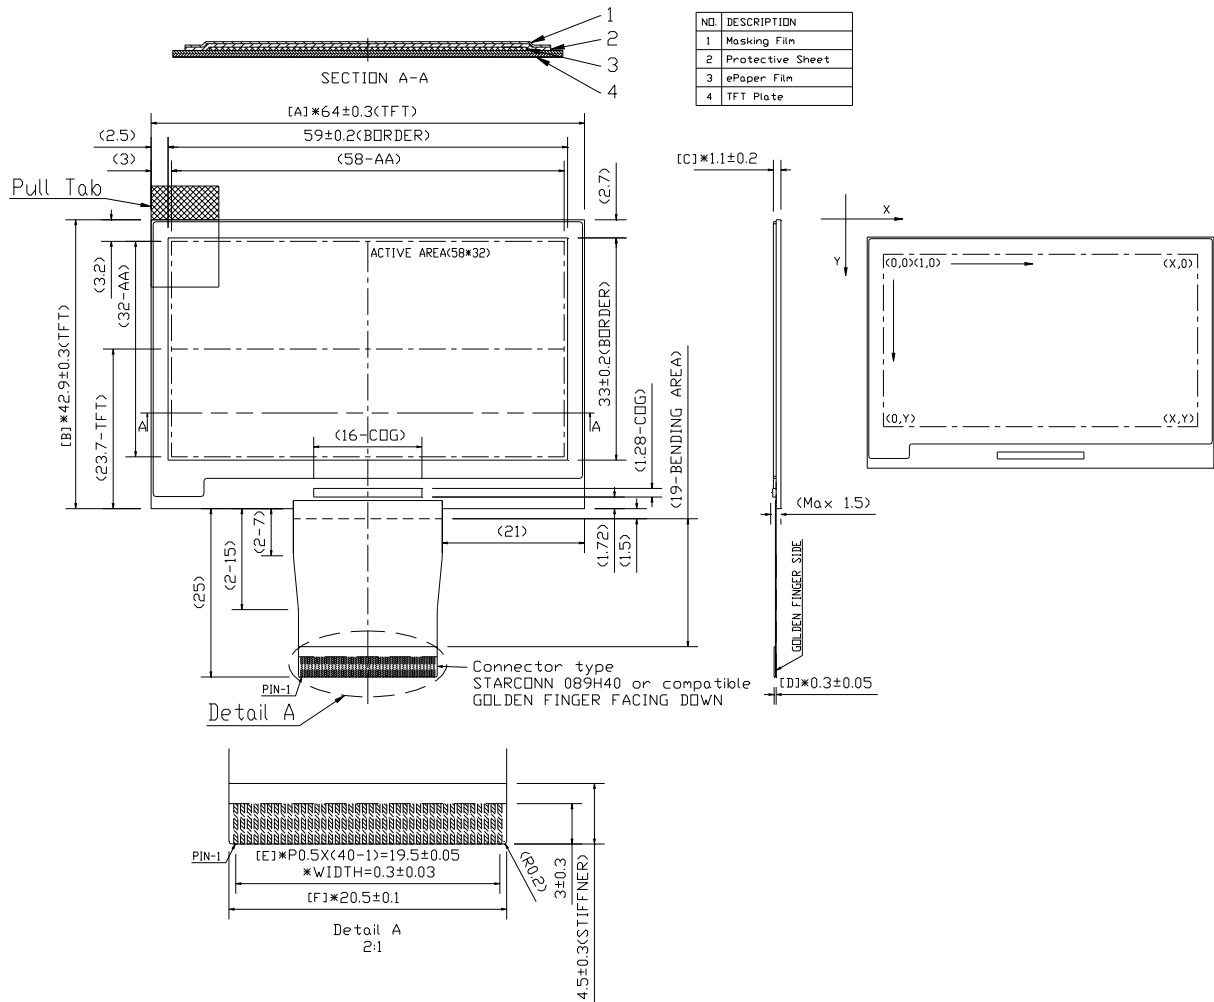 1
2
3
4
SECTION A-A
NO. DESCRIPTION
1 Masking Film
2 Protective Sheet
3 ePaper Film
4 TFT Plate
[A]*64±0.3(TFT)
(2.5)
59±0.2(BORDER)
(3)
(58-AA)
(2.7)
[C]*1.1±0.2
Pull Tab
X
Y
ACTIVE AREA(58*32)
(0,0)(1,0)
(X,0)
(0,Y)
(X,Y)
(3.2)
(32-AA)
[B]*42.9±0.3(TFT)
(23.7-TFT)
33±0.2(BORDER)
A
A
(16-COG)
(1.28-COG)
(19-BENDING AREA)
(Max 1.5)
(21)
(1.72)
(1.5)
(2-7)
(2-15)
(25)
GOLDEN FINGER SIDE
PIN-1
Detail A
Connector type
STARCONN 089H40 or compatible
GOLDEN FINGER FACING DOWN
[D]*0.3±0.05
PIN-1
[E]*P0.5X(40-1)=19.5±0.05
*WIDTH=0.3±0.03
[F]*20.5±0.1
(R0.2)
3±0.3
4.5±0.3(STIFFNER)
Detail A
2:1